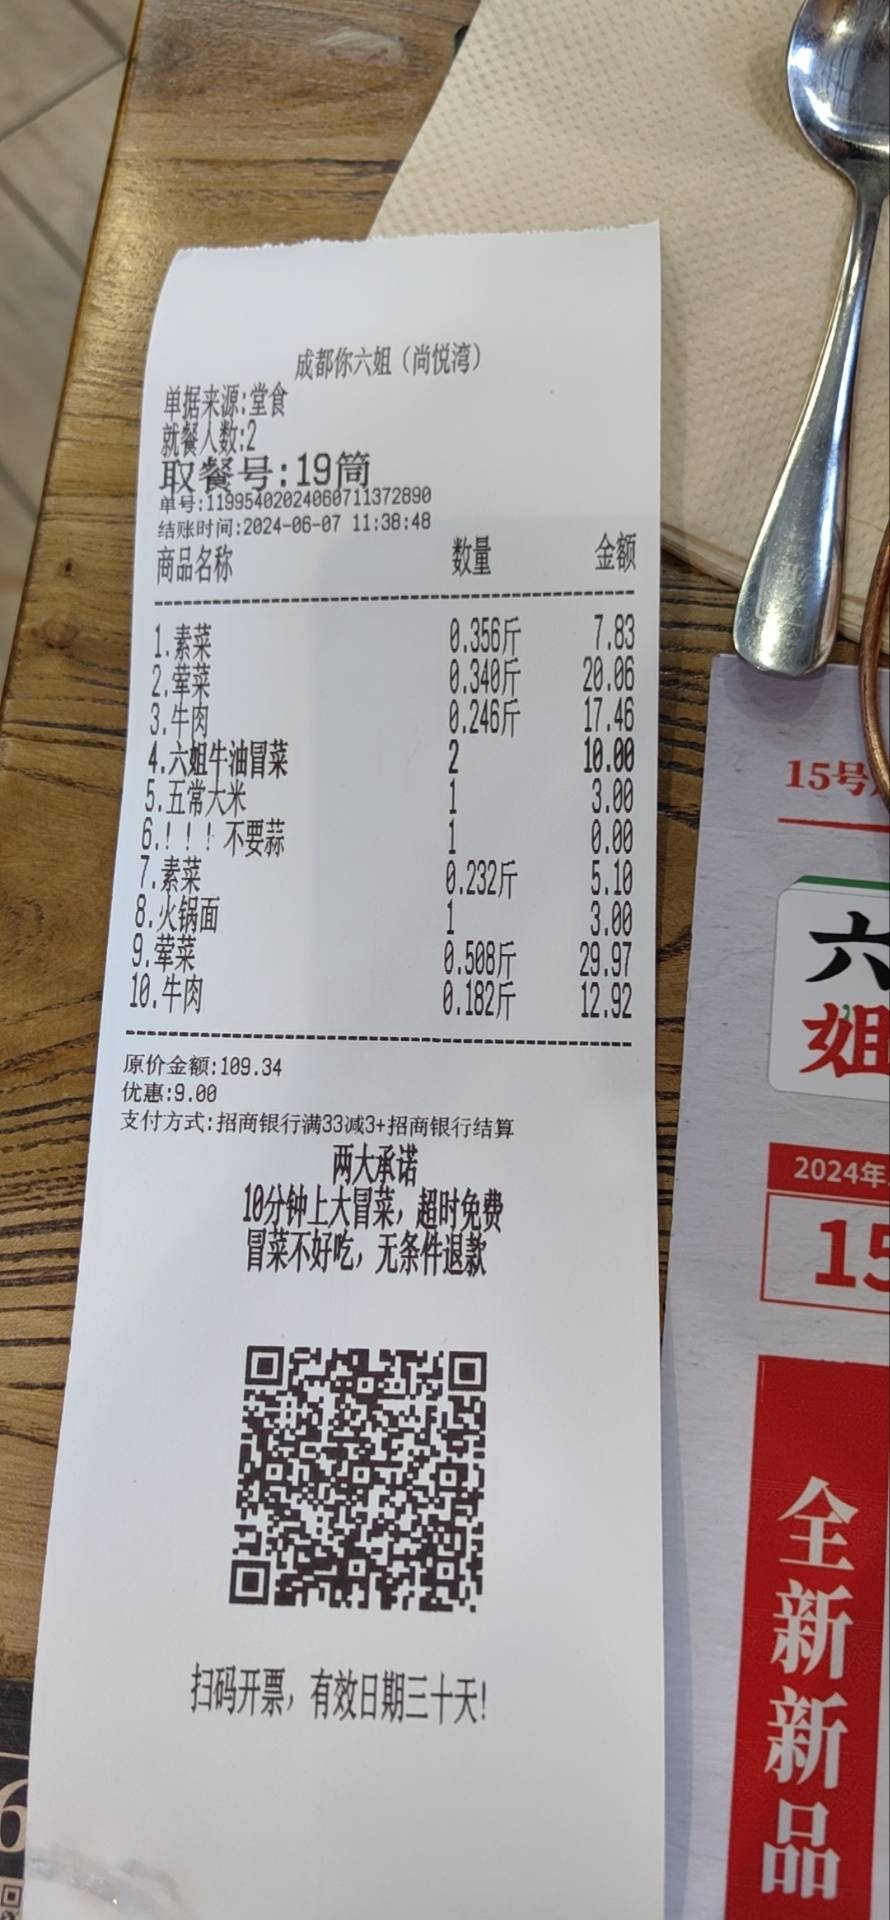 成都你六姐（尚悦湾）
单据来源:堂食
就餐人数:2
取餐号:19筒
单号:11995402024060711372890
结账时间:2024-06-07 11:38:48
商品名称 数量 金额
1.素菜 0.356斤 7.83
2.荤菜 0.340斤 20.06
3.牛肉 0.246斤 17.46
4.六姐牛油冒菜 2 10.00
5.五常大米 1 3.00
6.！！！不要蒜 1 0.00
7.素菜 0.232斤 5.10
8.火锅面 1 3.00
9.荤菜 0.508斤 29.97
10.牛肉 0.182斤 12.92
原价金额:109.34
优惠:9.00
支付方式:招商银行满33减3+招商银行结算
两大承诺
10分钟上大冒菜，超时免费
冒菜不好吃，无条件退款
扫码开票，有效日期三十天!
15号
六
姐
2024年
15
全新新品
6